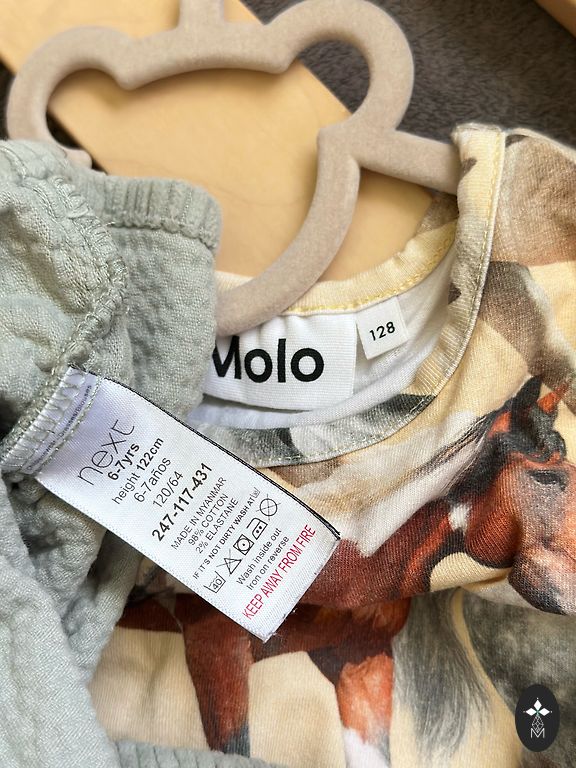 Molo
128
next
6-7yrs
height 122cm
6-7años
120/64
247-117-431
MADE IN MYANMAR
98% COTTON
2% ELASTANE
IF IT'S NOT DIRTY WASH AT 30
40
Wash inside out
Iron on reverse
KEEP AWAY FROM FIRE
M